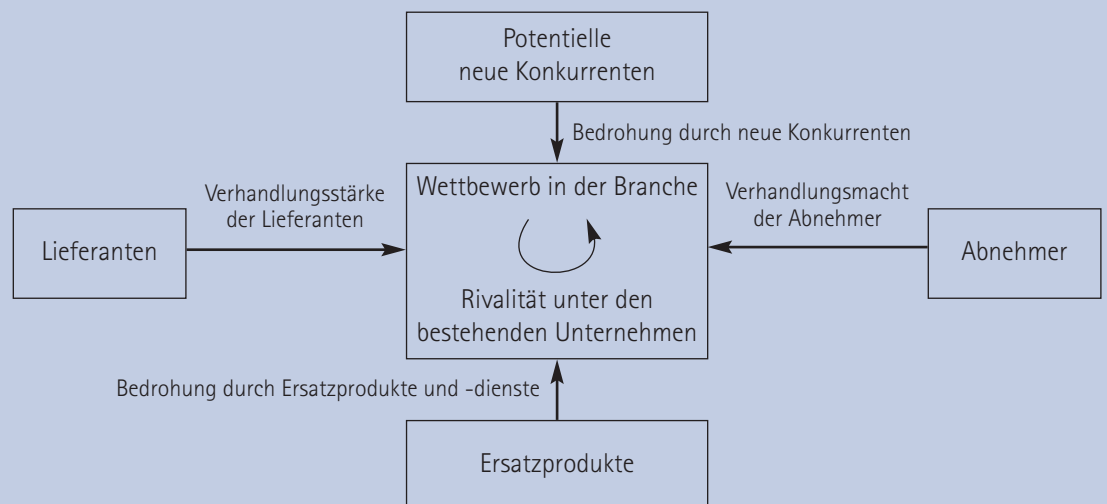 Potentielle
neue Konkurrenten
Bedrohung durch neue Konkurrenten
Verhandlungsstärke
der Lieferanten
Lieferanten
Wettbewerb in der Branche
Rivalität unter den
bestehenden Unternehmen
Verhandlungsmacht
der Abnehmer
Abnehmer
Bedrohung durch Ersatzprodukte und -dienste
Ersatzprodukte